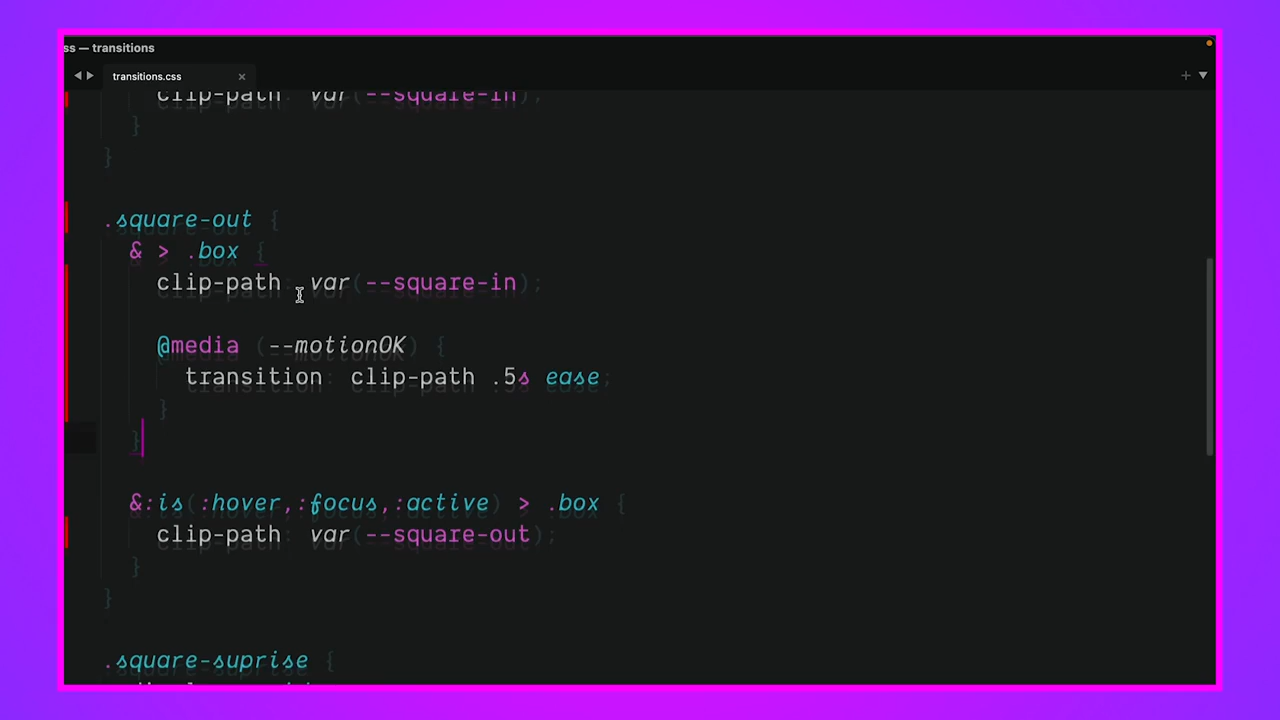 ss — transitions
transitions.css
clip-path: var(--square-in);
}
}
.square-out {
& > .box {
clip-path: var(--square-in);
@media (--motionOK) {
transition: clip-path .5s ease;
}
}
&:is(:hover,:focus,:active) > .box {
clip-path: var(--square-out);
}
}
.square-suprise {